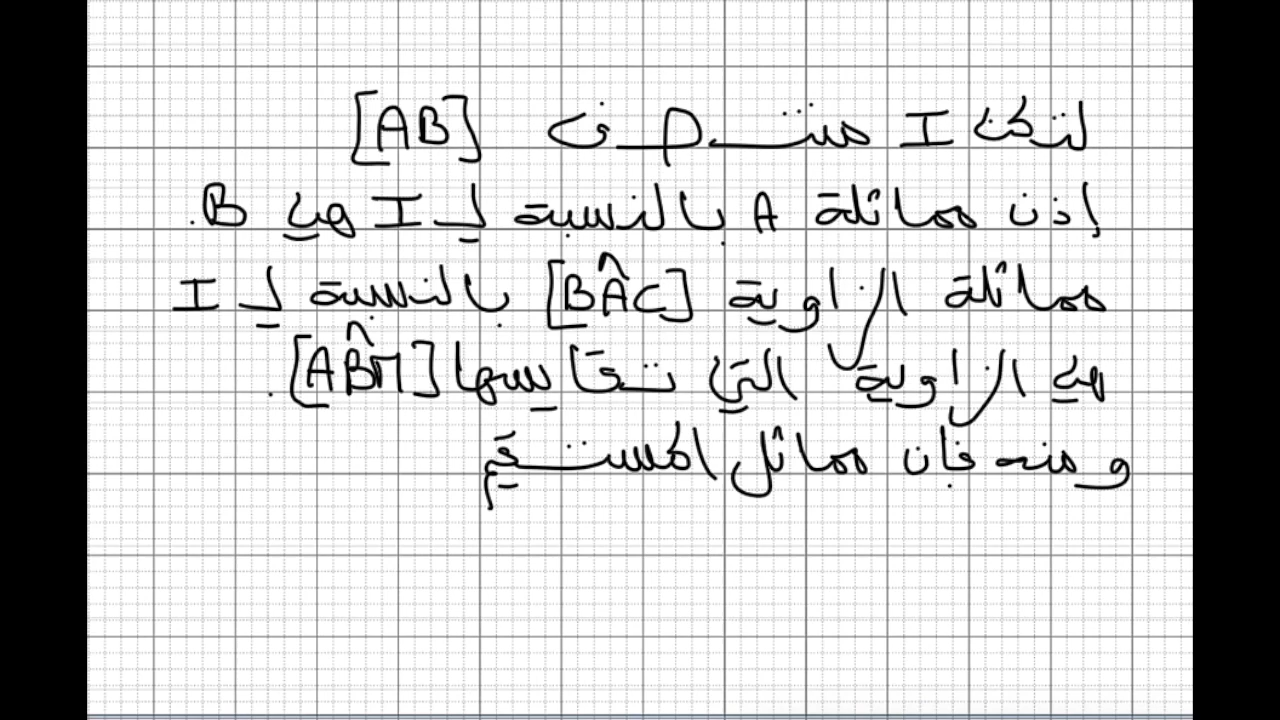 لتكن I منتصف [AB]
إذن مماثلة A بالنسبة لـ I هي B.
مماثلة الزاوية [BÂC] بالنسبة لـ I
هي الزاوية التي تقايسها [AB̂M].
ومنه فإن مماثل المستقيم